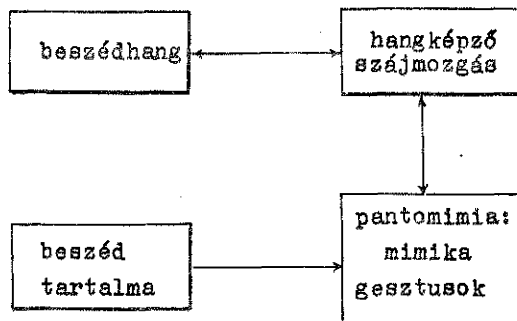 beszédhang
hangképző
szájmozgás
beszéd
tartalma
pantomimia:
mimika
gesztusok